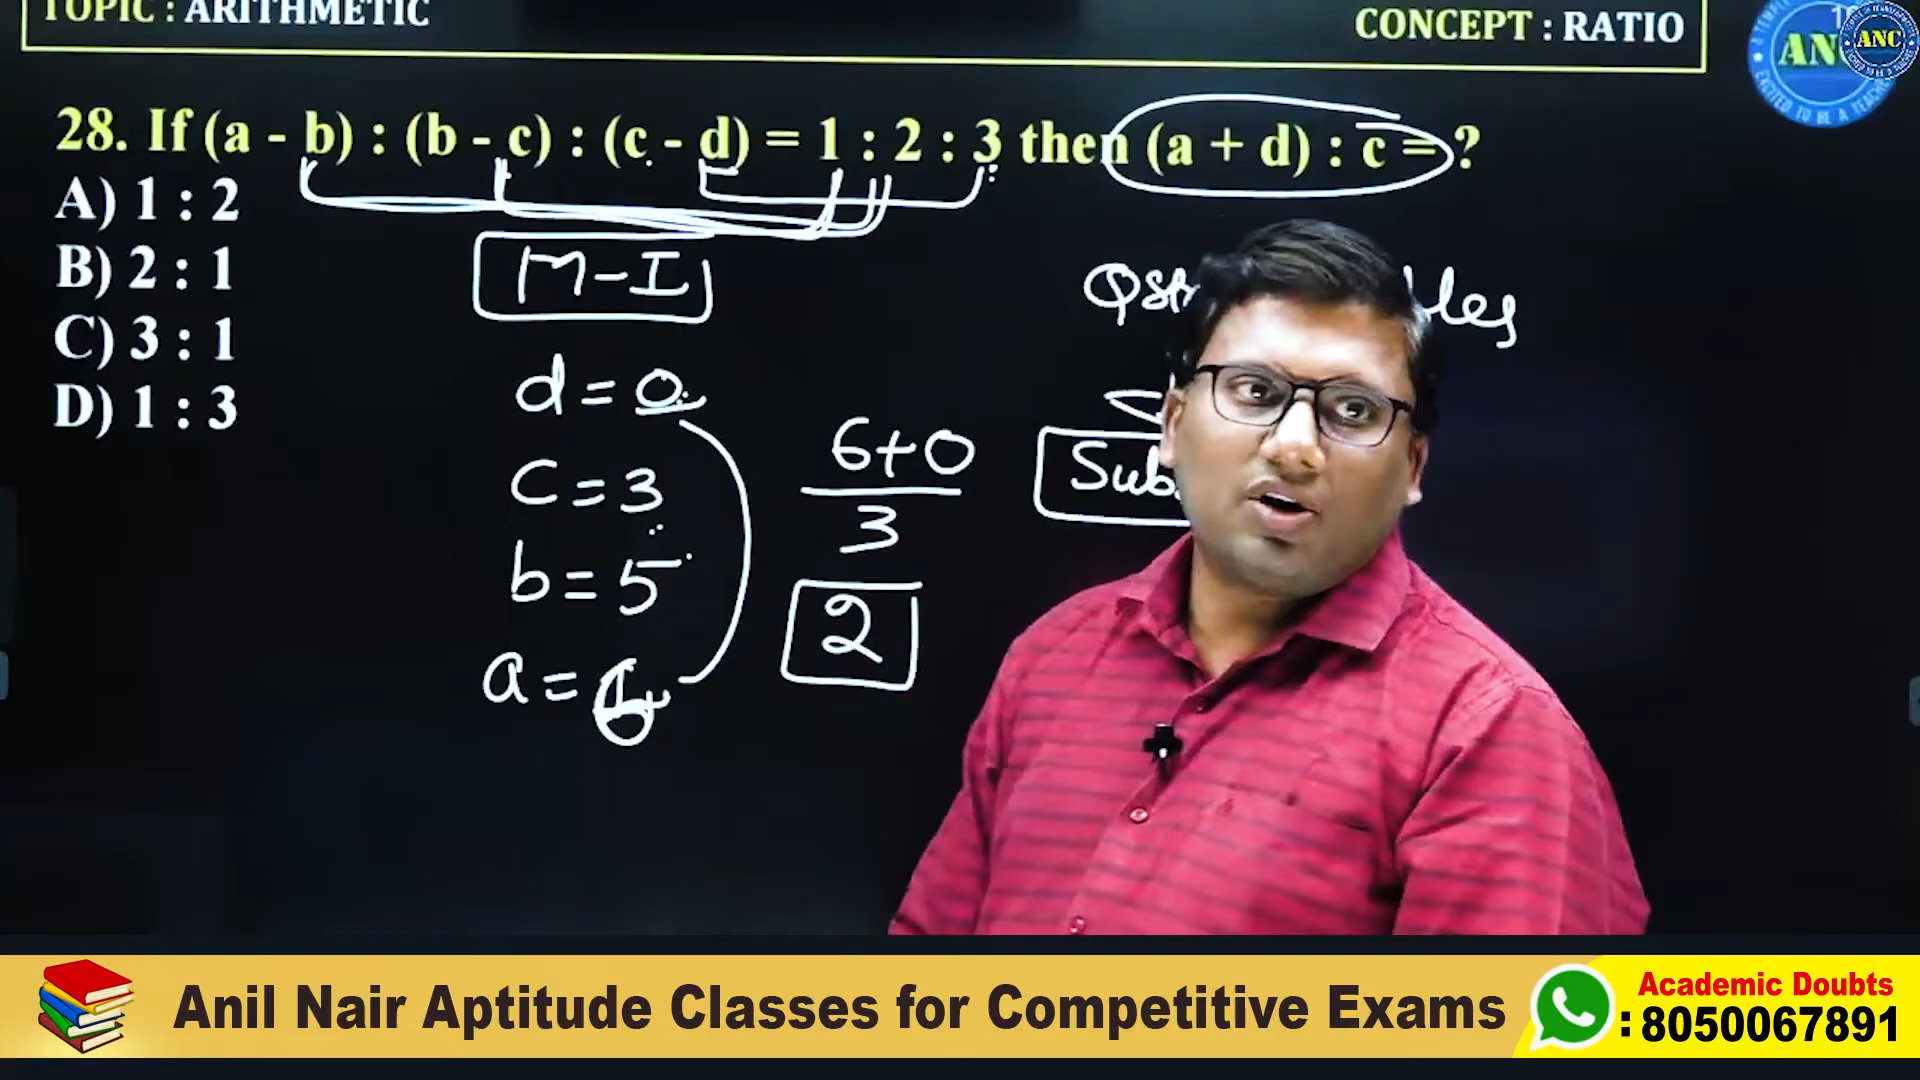 TOPIC : ARITHMETIC
CONCEPT : RATIO
ANC
28. If (a - b) : (b - c) : (c - d) = 1 : 2 : 3 then (a + d) : c = ?
A) 1 : 2
B) 2 : 1
C) 3 : 1
D) 1 : 3
M-I
d = 0
c = 3
b = 5
a = 6
6+0
3
2
Sub
Anil Nair Aptitude Classes for Competitive Exams
Academic Doubts
: 8050067891